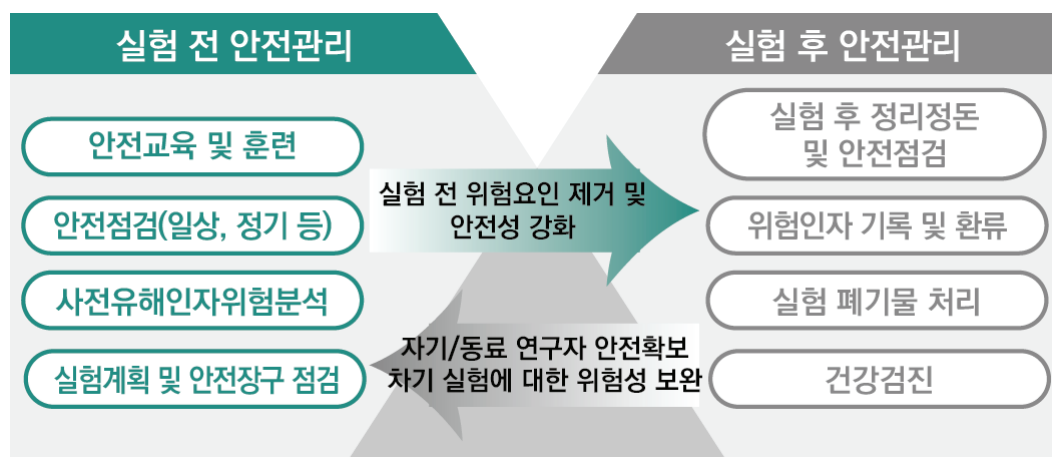 실험 전 안전관리
안전교육 및 훈련
안전점검(일상, 정기 등)
사전유해인자위험분석
실험계획 및 안전장구 점검
실험 전 위험요인 제거 및
안전성 강화
자기/동료 연구자 안전확보
차기 실험에 대한 위험성 보완
실험 후 안전관리
실험 후 정리정돈
및 안전점검
위험인자 기록 및 환류
실험 폐기물 처리
건강검진